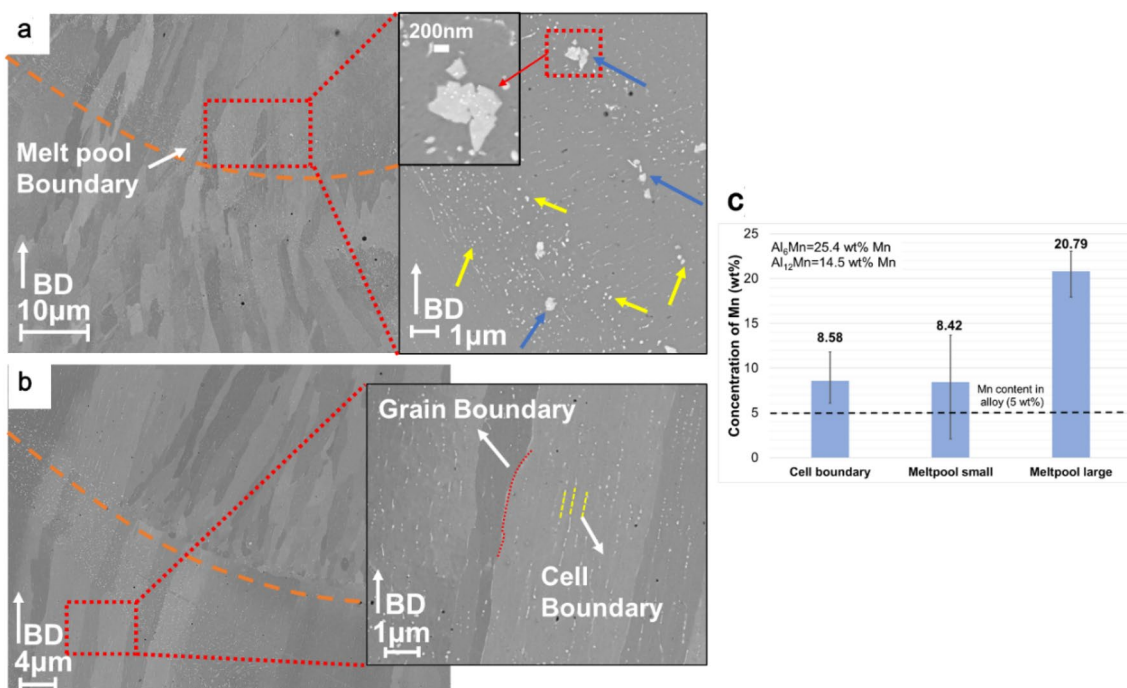 a
Melt pool
Boundary
BD
10μm
200nm
BD
1μm
b
BD
4μm
Grain Boundary
Cell
Boundary
BD
1μm
c
Concentration of Mn (wt%)
25
20
15
10
5
0
Al₆Mn=25.4 wt% Mn
Al₁₂Mn=14.5 wt% Mn
8.58
8.42
20.79
Mn content in
alloy (5 wt%)
Cell boundary
Meltpool small
Meltpool large